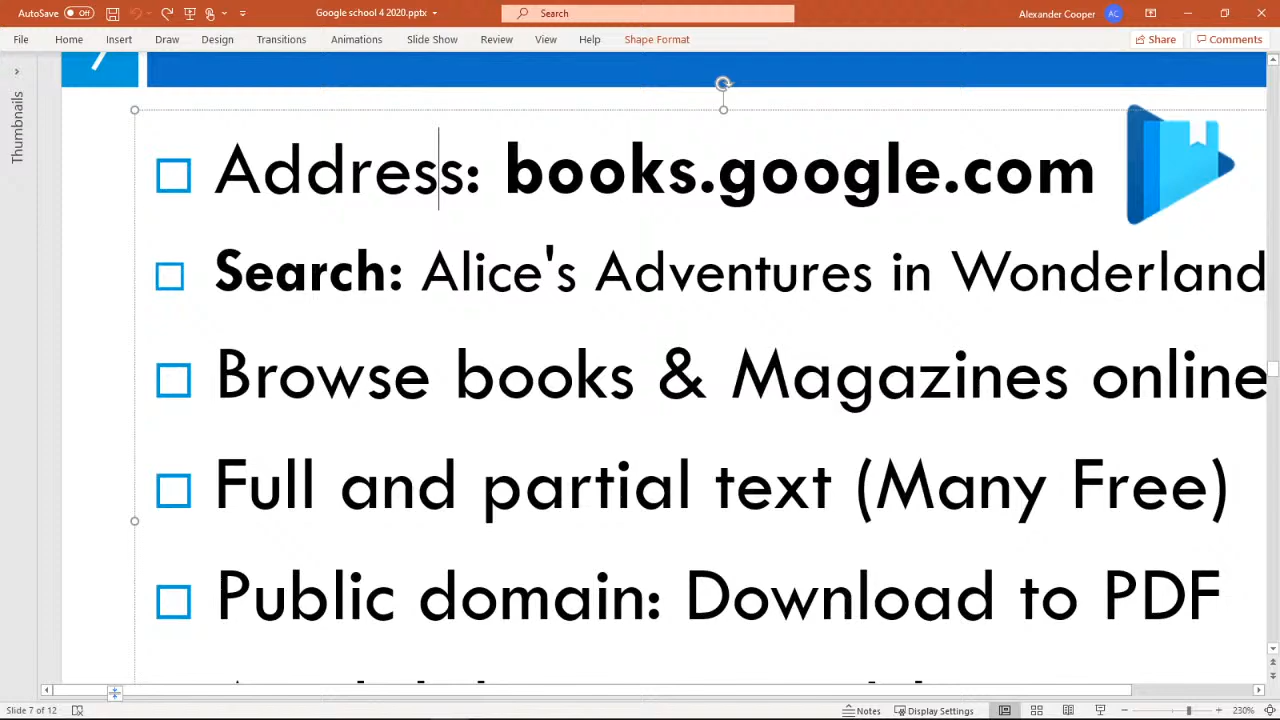 AutoSave Off Google school 4 2020.pptx Search Alexander Cooper AC
File Home Insert Draw Design Transitions Animations Slide Show Review View Help Shape Format Share Comments
7
Thumbnails
Address: books.google.com
Search: Alice's Adventures in Wonderland
Browse books & Magazines online
Full and partial text (Many Free)
Public domain: Download to PDF
Slide 7 of 12 Notes Display Settings 230%